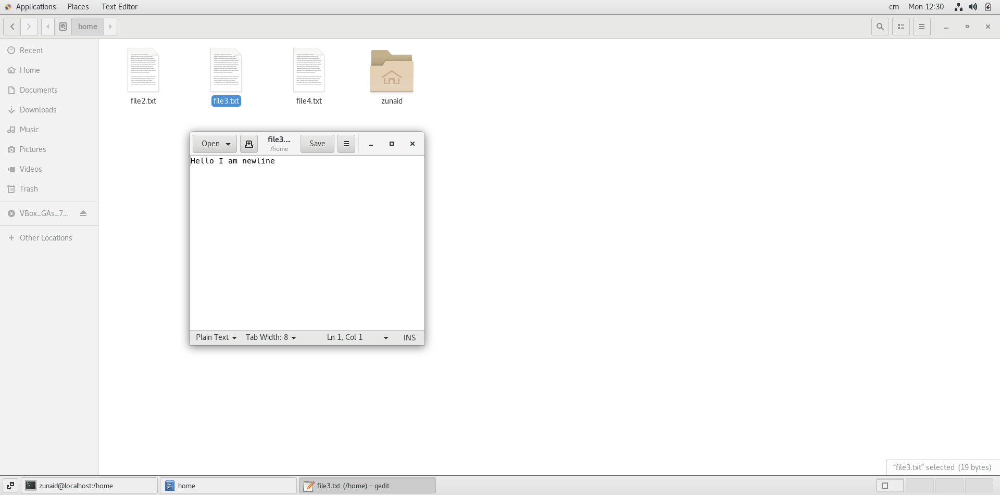 Applications Places Text Editor cm Mon 12:30
home
Recent
Home
Documents
Downloads
Music
Pictures
Videos
Trash
VBox_GAs_7...
Other Locations
file2.txt file3.txt file4.txt zunaid
Open file3.... Save
/home
Hello I am newline
Plain Text Tab Width: 8 Ln 1, Col 1 INS
“file3.txt” selected (19 bytes)
zunaid@localhost:/home home file3.txt (/home) - gedit